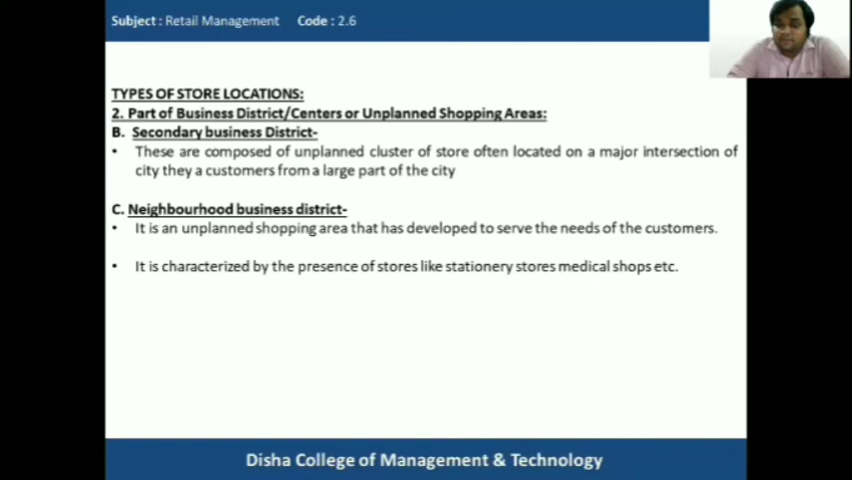 Subject : Retail Management Code : 2.6
TYPES OF STORE LOCATIONS:
2. Part of Business District/Centers or Unplanned Shopping Areas:
B. Secondary business District-
• These are composed of unplanned cluster of store often located on a major intersection of
city they a customers from a large part of the city
C. Neighbourhood business district-
• It is an unplanned shopping area that has developed to serve the needs of the customers.
• It is characterized by the presence of stores like stationery stores medical shops etc.
Disha College of Management & Technology